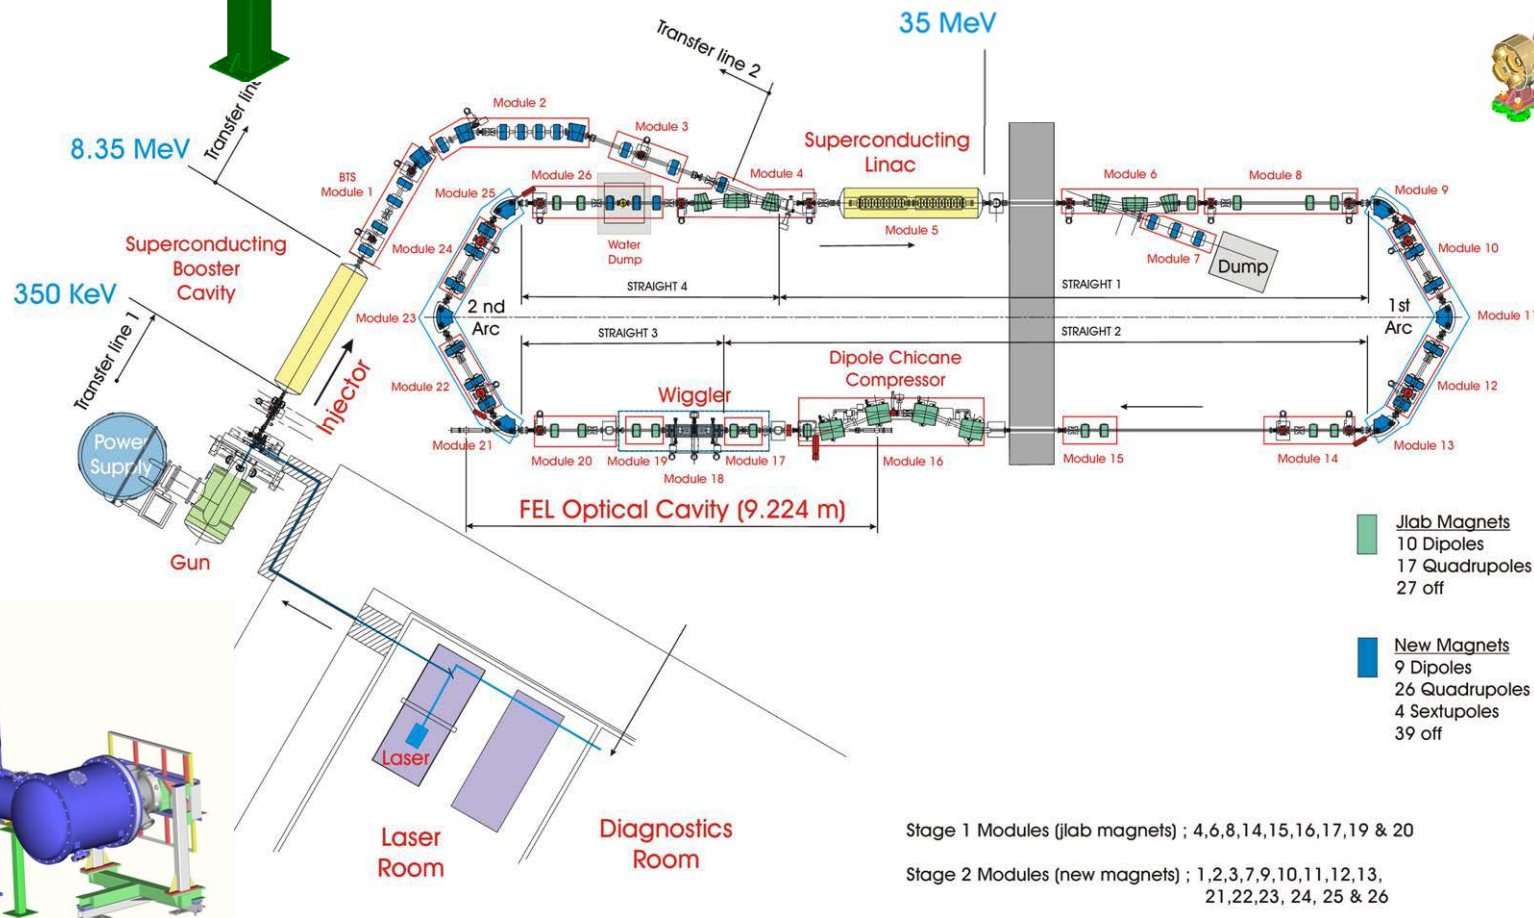 35 MeV
Transfer line 2
Transfer line
8.35 MeV
Module 2
Module 3
BTS
Module 1
Superconducting
Linac
Module 25
Module 26
Module 4
Module 6
Module 8
Module 9
Module 24
Water
Dump
Module 5
Module 7
Dump
Module 10
Superconducting
Booster
Cavity
350 KeV
STRAIGHT 4
STRAIGHT 1
Module 23
2 nd
Arc
1st
Arc
Module 11
STRAIGHT 3
STRAIGHT 2
Transfer line 1
Injector
Module 22
Wiggler
Dipole Chicane
Compressor
Module 12
Power
Supply
Module 21
Module 20
Module 19
Module 18
Module 17
Module 16
Module 15
Module 14
Module 13
FEL Optical Cavity (9.224 m)
Gun
Jlab Magnets
10 Dipoles
17 Quadrupoles
27 off
New Magnets
9 Dipoles
26 Quadrupoles
4 Sextupoles
39 off
Laser
Laser
Room
Diagnostics
Room
Stage 1 Modules (jlab magnets) ; 4,6,8,14,15,16,17,19 & 20
Stage 2 Modules (new magnets) ; 1,2,3,7,9,10,11,12,13,
21,22,23, 24, 25 & 26